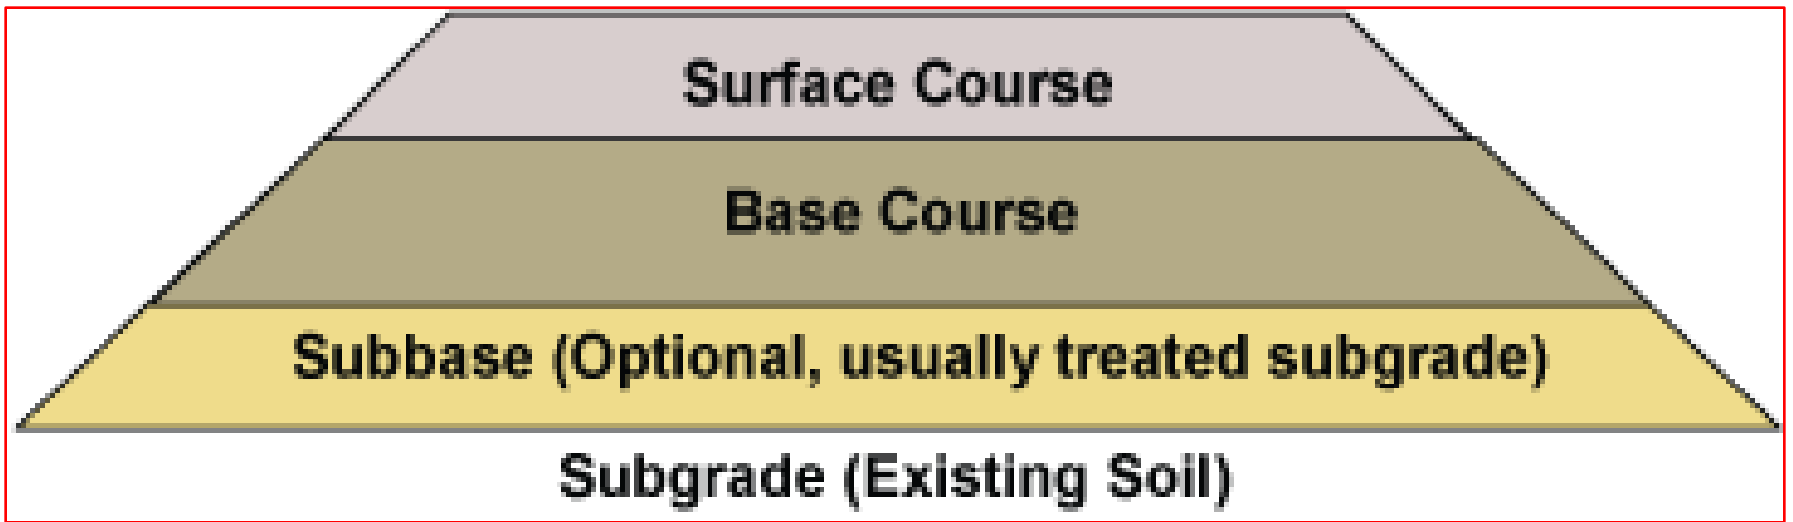 Surface Course
Base Course
Subbase (Optional, usually treated subgrade)
Subgrade (Existing Soil)